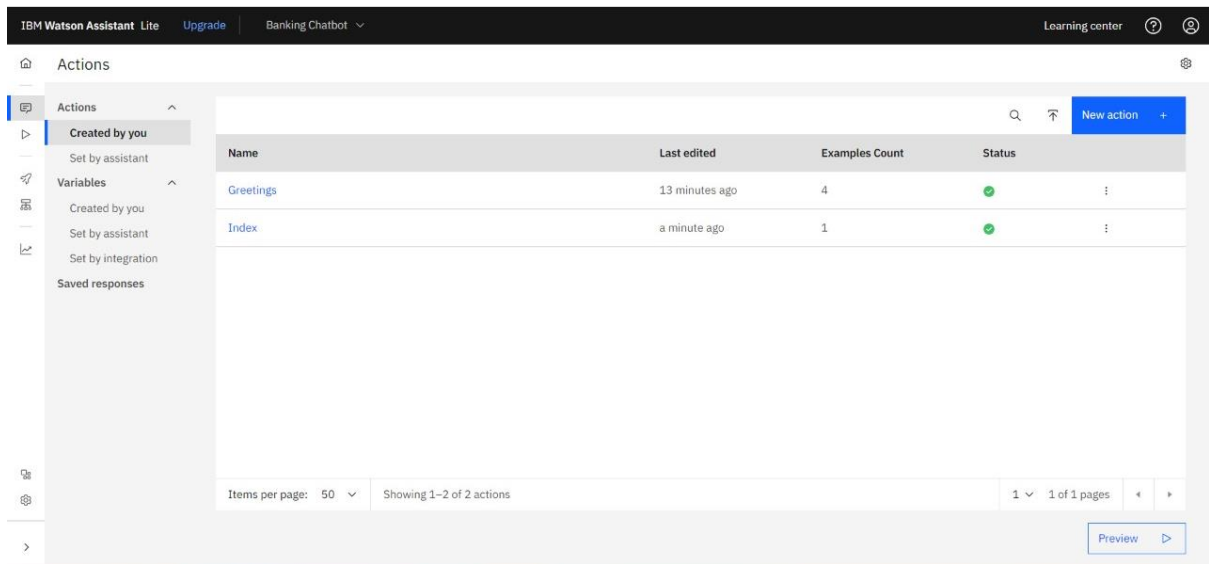 IBM Watson Assistant Lite Upgrade Banking Chatbot Learning center
Actions
Actions
Created by you
Set by assistant
Variables
Created by you
Set by assistant
Set by integration
Saved responses
New action +
Name Last edited Examples Count Status
Greetings 13 minutes ago 4
Index a minute ago 1
Items per page: 50 Showing 1–2 of 2 actions 1 1 of 1 pages
Preview